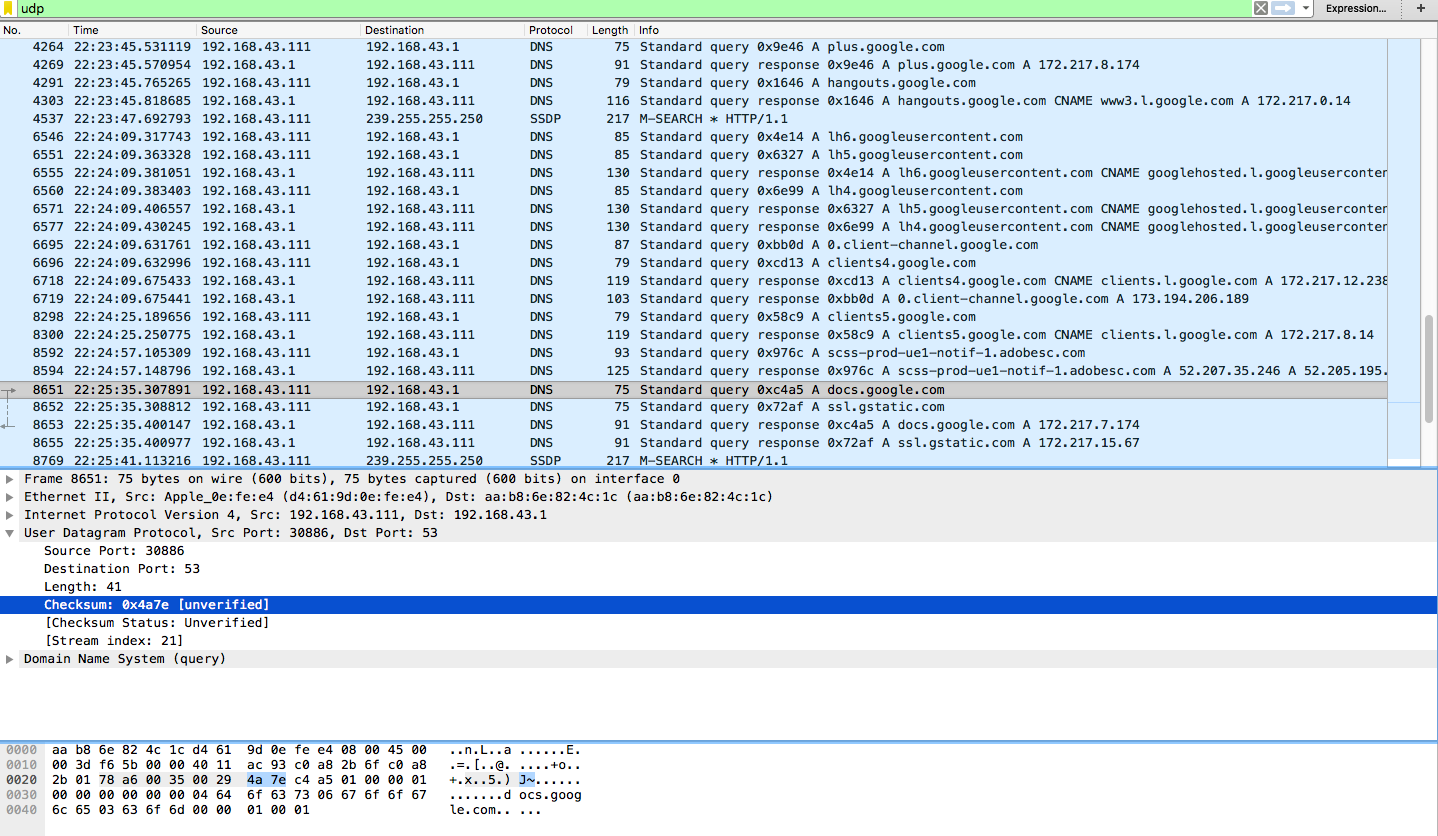 udp
Expression... +
No. Time Source Destination Protocol Length Info
4264 22:23:45.531119 192.168.43.111 192.168.43.1 DNS 75 Standard query 0x9e46 A plus.google.com
4269 22:23:45.570954 192.168.43.1 192.168.43.111 DNS 91 Standard query response 0x9e46 A plus.google.com A 172.217.8.174
4291 22:23:45.765265 192.168.43.111 192.168.43.1 DNS 79 Standard query 0x1646 A hangouts.google.com
4303 22:23:45.818685 192.168.43.1 192.168.43.111 DNS 116 Standard query response 0x1646 A hangouts.google.com CNAME www3.l.google.com A 172.217.0.14
4537 22:23:47.692793 192.168.43.111 239.255.255.250 SSDP 217 M-SEARCH * HTTP/1.1
6546 22:24:09.317743 192.168.43.111 192.168.43.1 DNS 85 Standard query 0x4e14 A lh6.googleusercontent.com
6551 22:24:09.363328 192.168.43.111 192.168.43.1 DNS 85 Standard query 0x6327 A lh5.googleusercontent.com
6555 22:24:09.381051 192.168.43.1 192.168.43.111 DNS 130 Standard query response 0x4e14 A lh6.googleusercontent.com CNAME googlehosted.l.googleuserconten
6560 22:24:09.383403 192.168.43.111 192.168.43.1 DNS 85 Standard query 0x6e99 A lh4.googleusercontent.com
6571 22:24:09.406557 192.168.43.1 192.168.43.111 DNS 130 Standard query response 0x6327 A lh5.googleusercontent.com CNAME googlehosted.l.googleuserconten
6577 22:24:09.430245 192.168.43.1 192.168.43.111 DNS 130 Standard query response 0x6e99 A lh4.googleusercontent.com CNAME googlehosted.l.googleuserconten
6695 22:24:09.631761 192.168.43.111 192.168.43.1 DNS 87 Standard query 0xbb0d A 0.client-channel.google.com
6696 22:24:09.632996 192.168.43.111 192.168.43.1 DNS 79 Standard query 0xcd13 A clients4.google.com
6718 22:24:09.675433 192.168.43.1 192.168.43.111 DNS 119 Standard query response 0xcd13 A clients4.google.com CNAME clients.l.google.com A 172.217.12.238
6719 22:24:09.675441 192.168.43.1 192.168.43.111 DNS 103 Standard query response 0xbb0d A 0.client-channel.google.com A 173.194.206.189
8298 22:24:25.189656 192.168.43.111 192.168.43.1 DNS 79 Standard query 0x58c9 A clients5.google.com
8300 22:24:25.250775 192.168.43.1 192.168.43.111 DNS 119 Standard query response 0x58c9 A clients5.google.com CNAME clients.l.google.com A 172.217.8.14
8592 22:24:57.105309 192.168.43.111 192.168.43.1 DNS 93 Standard query 0x976c A scss-prod-ue1-notif-1.adobesc.com
8594 22:24:57.148796 192.168.43.1 192.168.43.111 DNS 125 Standard query response 0x976c A scss-prod-ue1-notif-1.adobesc.com A 52.207.35.246 A 52.205.195.
8651 22:25:35.307891 192.168.43.111 192.168.43.1 DNS 75 Standard query 0xc4a5 A docs.google.com
8652 22:25:35.308812 192.168.43.111 192.168.43.1 DNS 75 Standard query 0x72af A ssl.gstatic.com
8653 22:25:35.400147 192.168.43.1 192.168.43.111 DNS 91 Standard query response 0xc4a5 A docs.google.com A 172.217.7.174
8655 22:25:35.400977 192.168.43.1 192.168.43.111 DNS 91 Standard query response 0x72af A ssl.gstatic.com A 172.217.15.67
8769 22:25:41.113216 192.168.43.111 239.255.255.250 SSDP 217 M-SEARCH * HTTP/1.1
Frame 8651: 75 bytes on wire (600 bits), 75 bytes captured (600 bits) on interface 0
Ethernet II, Src: Apple_0e:fe:e4 (d4:61:9d:0e:fe:e4), Dst: aa:b8:6e:82:4c:1c (aa:b8:6e:82:4c:1c)
Internet Protocol Version 4, Src: 192.168.43.111, Dst: 192.168.43.1
User Datagram Protocol, Src Port: 30886, Dst Port: 53
Source Port: 30886
Destination Port: 53
Length: 41
Checksum: 0x4a7e [unverified]
[Checksum Status: Unverified]
[Stream index: 21]
Domain Name System (query)
0000 aa b8 6e 82 4c 1c d4 61 9d 0e fe e4 08 00 45 00 ..n.L..a ......E.
0010 00 3d f6 5b 00 00 40 11 ac 93 c0 a8 2b 6f c0 a8 .=.[..@. ....+o..
0020 2b 01 78 a6 00 35 00 29 4a 7e c4 a5 01 00 00 01 +.x..5.) J~......
0030 00 00 00 00 00 00 04 64 6f 63 73 06 67 6f 6f 67 .......d ocs.goog
0040 6c 65 03 63 6f 6d 00 00 01 00 01 le.com.. ...